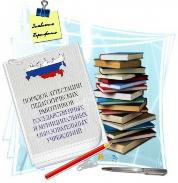 ПОРЯДОК АТТЕСТАЦИИ
ПЕДАГОГИЧЕСКИХ
РАБОТНИКОВ
ГОСУДАРСТВЕННЫХ
И МУНИЦИПАЛЬНЫХ
ОБРАЗОВАТЕЛЬНЫХ
УЧРЕЖДЕНИЙ